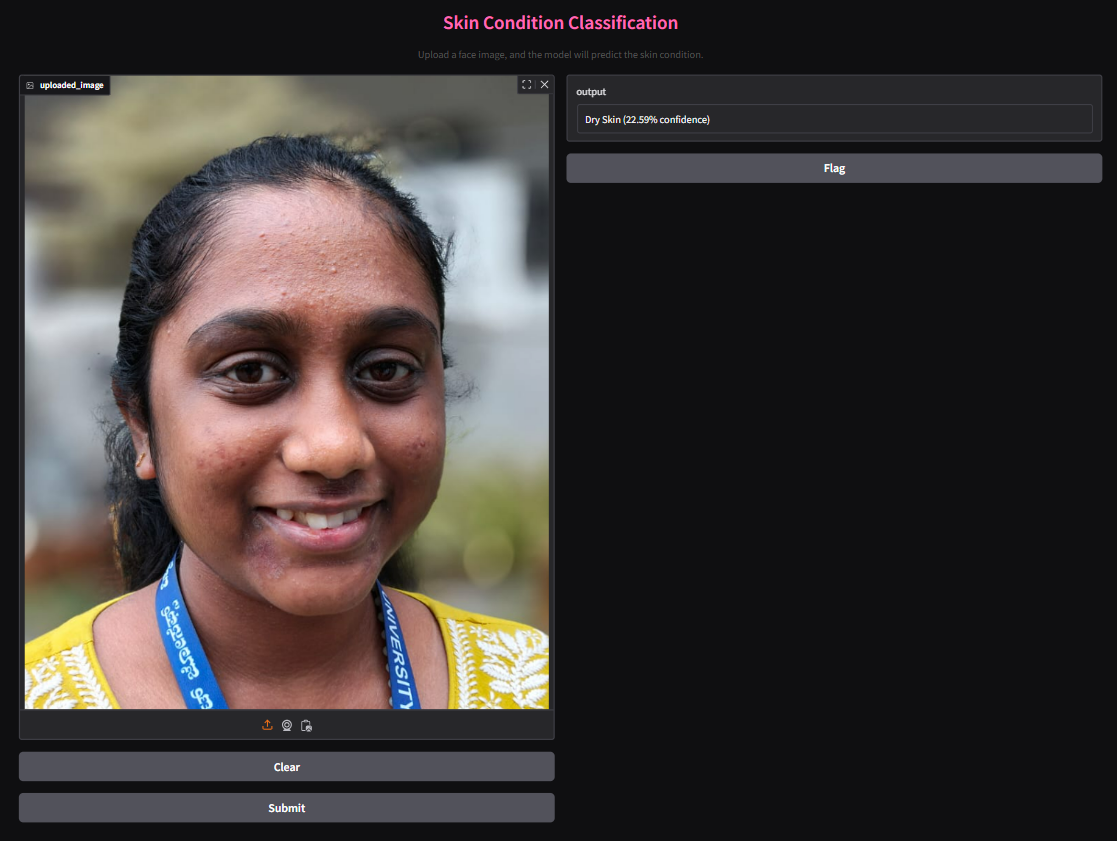 Skin Condition Classification
Upload a face image, and the model will predict the skin condition.
uploaded_image
output
Dry Skin (22.59% confidence)
Flag
UNIVERSITY
Clear
Submit